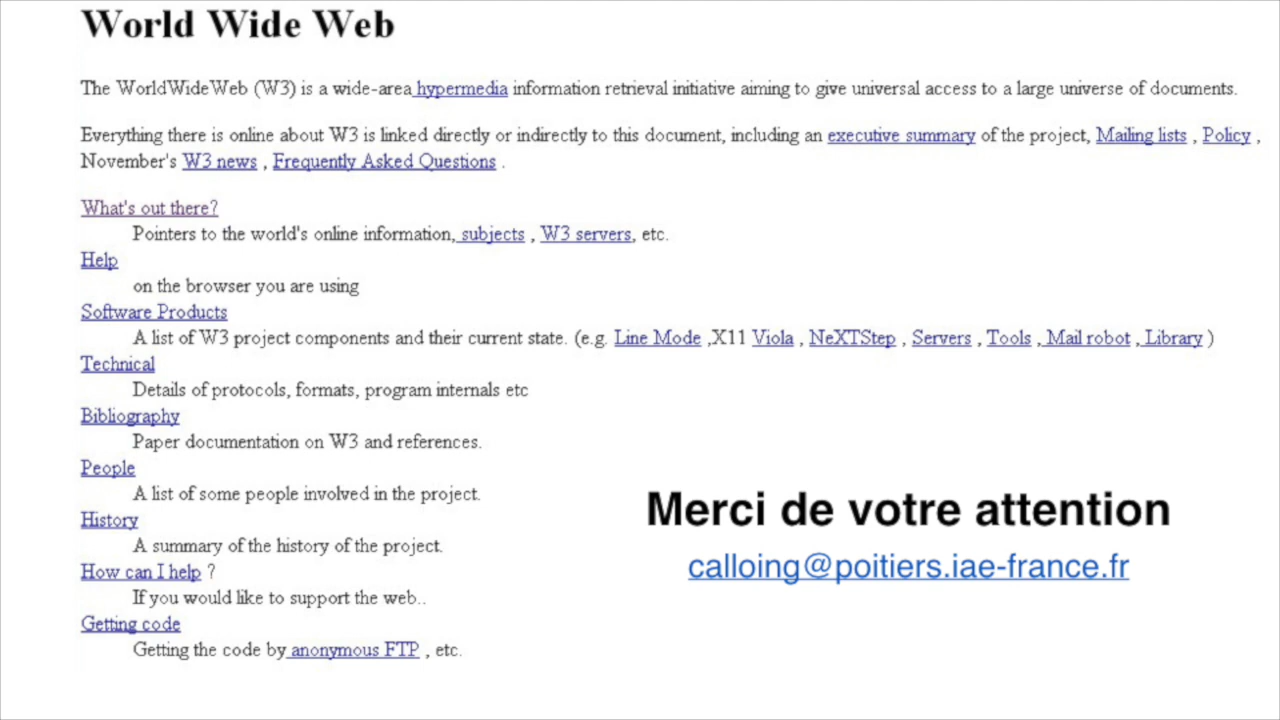 World Wide Web
The WorldWideWeb (W3) is a wide-area hypermedia information retrieval initiative aiming to give universal access to a large universe of documents.
Everything there is online about W3 is linked directly or indirectly to this document, including an executive summary of the project, Mailing lists , Policy ,
November's W3 news , Frequently Asked Questions .
What's out there?
Pointers to the world's online information, subjects , W3 servers, etc.
Help
on the browser you are using
Software Products
A list of W3 project components and their current state. (e.g. Line Mode ,X11 Viola , NeXTStep , Servers , Tools , Mail robot , Library )
Technical
Details of protocols, formats, program internals etc
Bibliography
Paper documentation on W3 and references.
People
A list of some people involved in the project.
History
A summary of the history of the project.
How can I help ?
If you would like to support the web..
Getting code
Getting the code by anonymous FTP , etc.
Merci de votre attention
calloing@poitiers.iae-france.fr